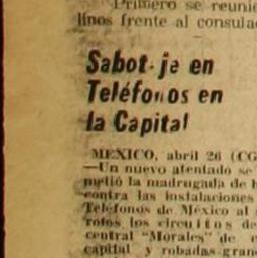 Primero se reunie
linos frente al consula
Sabotaje en
Teléfonos en
la Capital
MEXICO, abril 26 (CG
—Un nuevo atentado se
metió la madrugada de h
contra las instalaciones
Teléfonos de México al
rotos los circuitos de
central "Morales" de e
capital y robadas gran